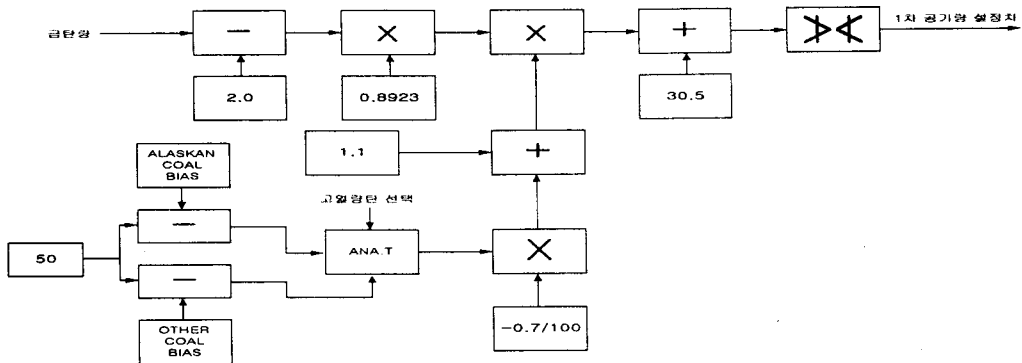 급탄량
−
×
×
+
1차 공기량 설정치
2.0
0.8923
30.5
1.1
+
ALASKAN
COAL
BIAS
고열량탄 선택
−
50
ANA.T
×
−
OTHER
COAL
BIAS
−0.7/100